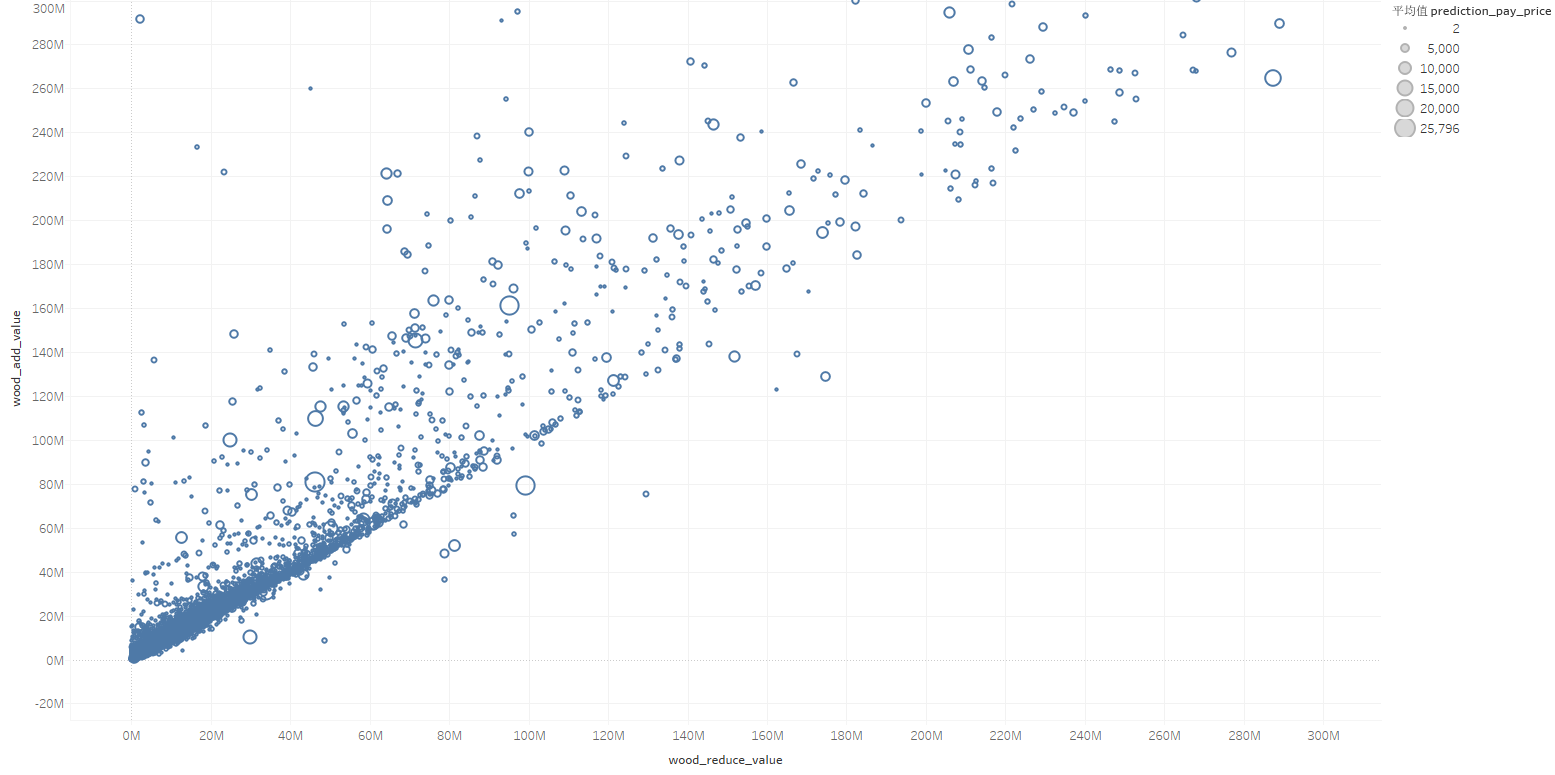 平均值 prediction_pay_price
2
5,000
10,000
15,000
20,000
25,796
wood_add_value
300M
280M
260M
240M
220M
200M
180M
160M
140M
120M
100M
80M
60M
40M
20M
0M
-20M
0M 20M 40M 60M 80M 100M 120M 140M 160M 180M 200M 220M 240M 260M 280M 300M
wood_reduce_value